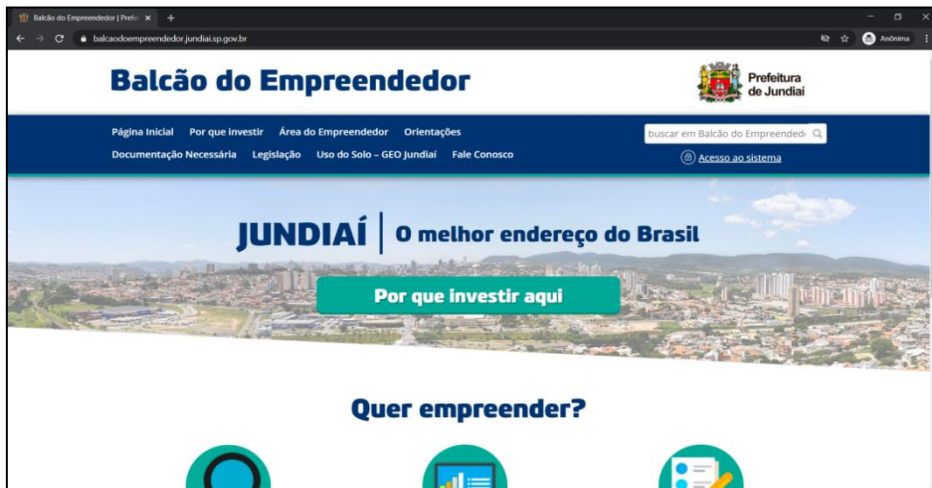 Balcão do Empreendedor | Prefei
balcaodoempreendedor.jundiai.sp.gov.br
Anônima
Balcão do Empreendedor
Prefeitura
de Jundiaí
Página Inicial Por que investir Área do Empreendedor Orientações
Documentação Necessária Legislação Uso do Solo – GEO Jundiaí Fale Conosco
buscar em Balcão do Empreended
Acesso ao sistema
JUNDIAÍ | O melhor endereço do Brasil
Por que investir aqui
Quer empreender?